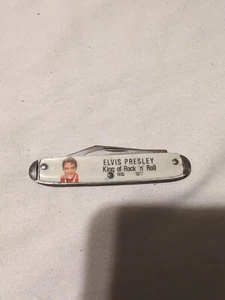 ELVIS PRESLEY
King of Rock 'n' Roll
1935 1977